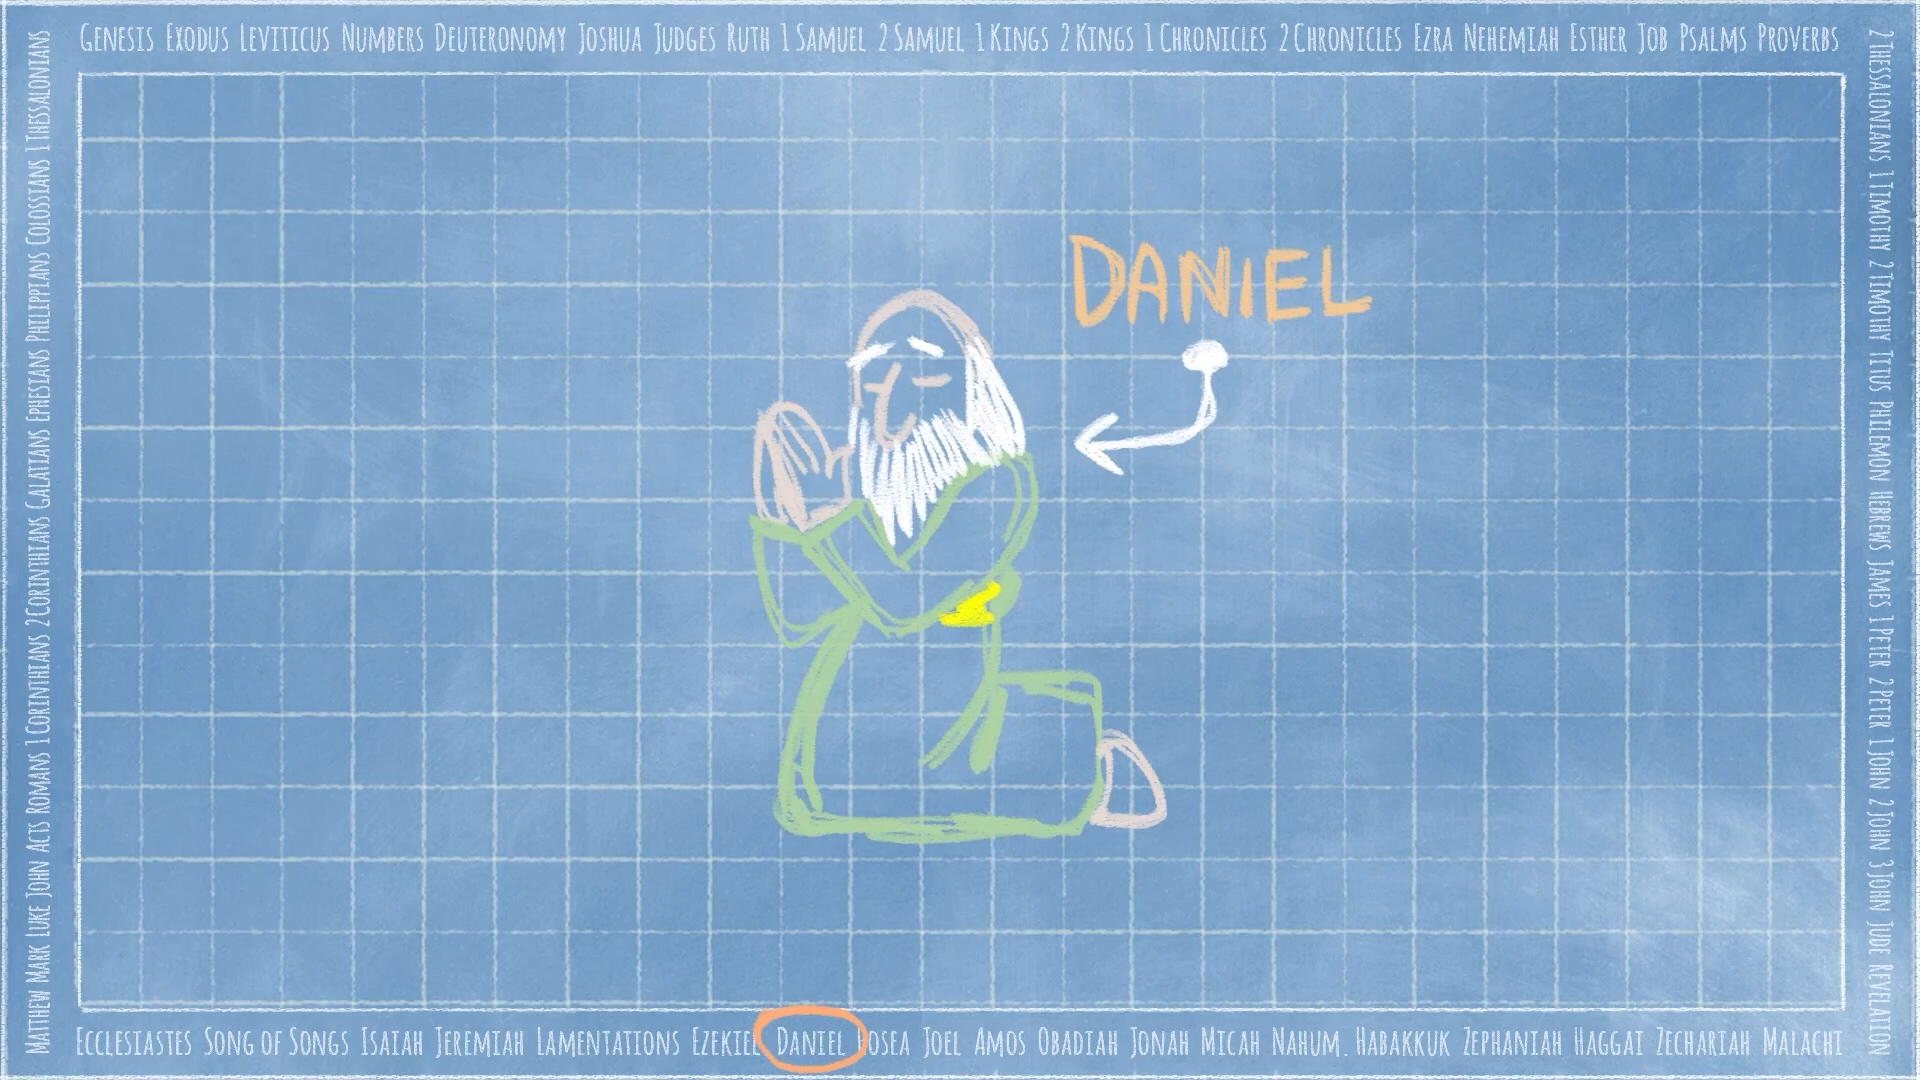 Genesis Exodus Leviticus Numbers Deuteronomy Joshua Judges Ruth 1 Samuel 2 Samuel 1 Kings 2 Kings 1 Chronicles 2 Chronicles Ezra Nehemiah Esther Job Psalms Proverbs
Matthew Mark Luke John Acts Romans 1 Corinthians 2 Corinthians Galatians Ephesians Philippians Colossians 1 Thessalonians
DANIEL
2 Thessalonians 1 Timothy 2 Timothy Titus Philemon Hebrews James 1 Peter 2 Peter 1 John 2 John 3 John Jude Revelation
Ecclesiastes Song of Songs Isaiah Jeremiah Lamentations Ezekiel Daniel Hosea Joel Amos Obadiah Jonah Micah Nahum. Habakkuk Zephaniah Haggai Zechariah Malachi